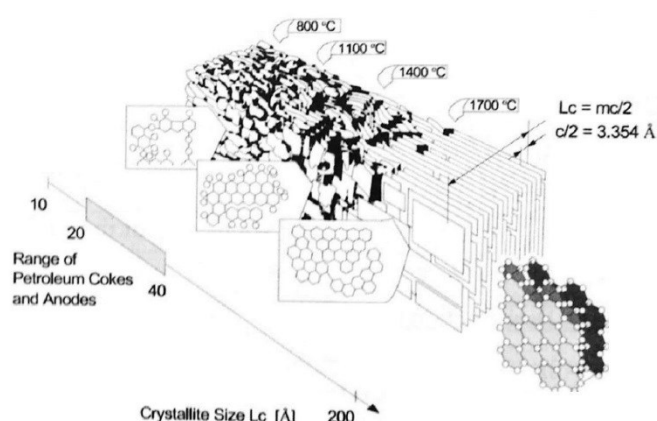 800 °C
1100 °C
1400 °C
1700 °C
Lc = mc/2
c/2 = 3.354 Å
10
20
Range of
Petroleum Cokes
and Anodes
40
Crystallite Size Lc [Å]
200